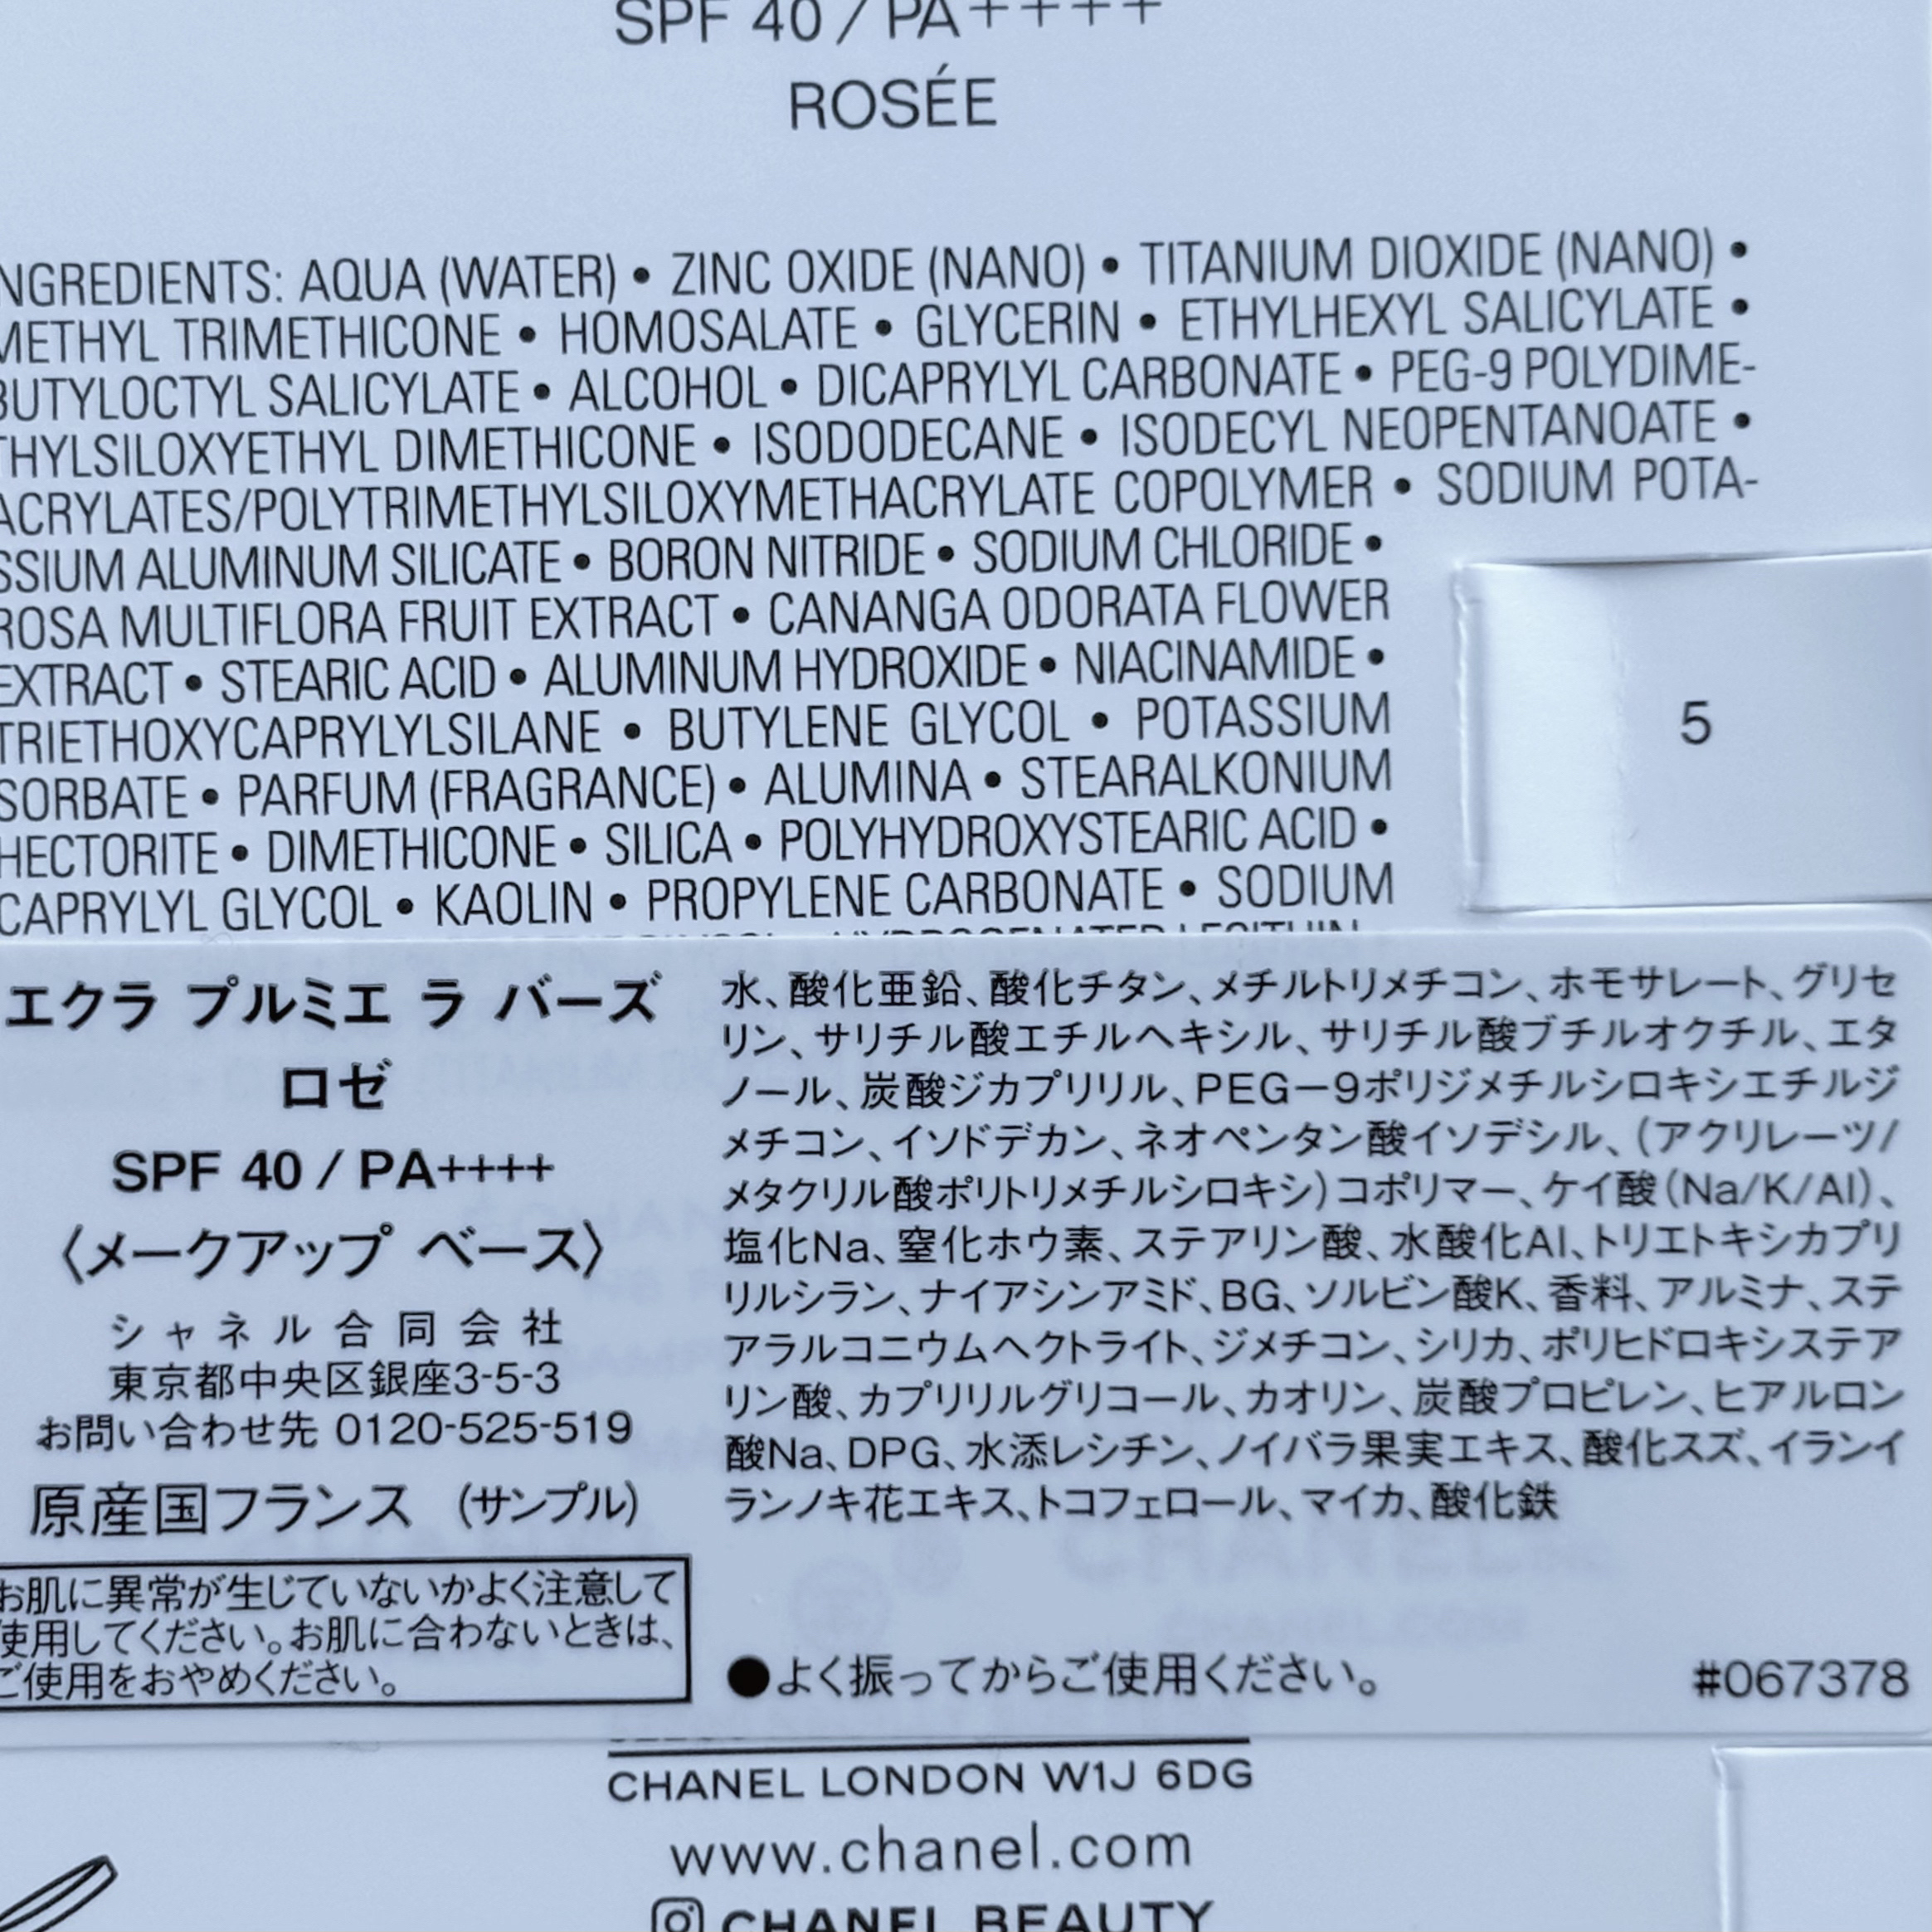 SPF 40 / PA++++
ROSÉE
NGREDIENTS: AQUA (WATER) • ZINC OXIDE (NANO) • TITANIUM DIOXIDE (NANO) •
METHYL TRIMETHICONE • HOMOSALATE • GLYCERIN • ETHYLHEXYL SALICYLATE •
BUTYLOCTYL SALICYLATE • ALCOHOL • DICAPRYLYL CARBONATE • PEG-9 POLYDIME-
THYLSILOXYETHYL DIMETHICONE • ISODODECANE • ISODECYL NEOPENTANOATE •
ACRYLATES/POLYTRIMETHYLSILOXYMETHACRYLATE COPOLYMER • SODIUM POTA-
SSIUM ALUMINUM SILICATE • BORON NITRIDE • SODIUM CHLORIDE •
ROSA MULTIFLORA FRUIT EXTRACT • CANANGA ODORATA FLOWER
EXTRACT • STEARIC ACID • ALUMINUM HYDROXIDE • NIACINAMIDE •
TRIETHOXYCAPRYLYLSILANE • BUTYLENE GLYCOL • POTASSIUM
SORBATE • PARFUM (FRAGRANCE) • ALUMINA • STEARALKONIUM
HECTORITE • DIMETHICONE • SILICA • POLYHYDROXYSTEARIC ACID •
CAPRYLYL GLYCOL • KAOLIN • PROPYLENE CARBONATE • SODIUM
5
エクラ プルミエ ラ バーズ
ロゼ
SPF 40 / PA++++
〈メークアップ ベース〉
シャネル合同会社
東京都中央区銀座3-5-3
お問い合わせ先 0120-525-519
原産国フランス (サンプル)
お肌に異常が生じていないかよく注意して
使用してください。お肌に合わないときは、
ご使用をおやめください。
水、酸化亜鉛、酸化チタン、メチルトリメチコン、ホモサレート、グリセ
リン、サリチル酸エチルヘキシル、サリチル酸ブチルオクチル、エタ
ノール、炭酸ジカプリリル、PEG－9ポリジメチルシロキシエチルジ
メチコン、イソドデカン、ネオペンタン酸イソデシル、(アクリレーツ/
メタクリル酸ポリトリメチルシロキシ)コポリマー、ケイ酸(Na/K/Al)、
塩化Na、窒化ホウ素、ステアリン酸、水酸化Al、トリエトキシカプリ
リルシラン、ナイアシンアミド、BG、ソルビン酸K、香料、アルミナ、ステ
アラルコニウムヘクトライト、ジメチコン、シリカ、ポリヒドロキシステア
リン酸、カプリリルグリコール、カオリン、炭酸プロピレン、ヒアルロン
酸Na、DPG、水添レシチン、ノイバラ果実エキス、酸化スズ、イランイ
ランノキ花エキス、トコフェロール、マイカ、酸化鉄
●よく振ってからご使用ください。
#067378
CHANEL LONDON W1J 6DG
www.chanel.com
CHANEL BEAUTY